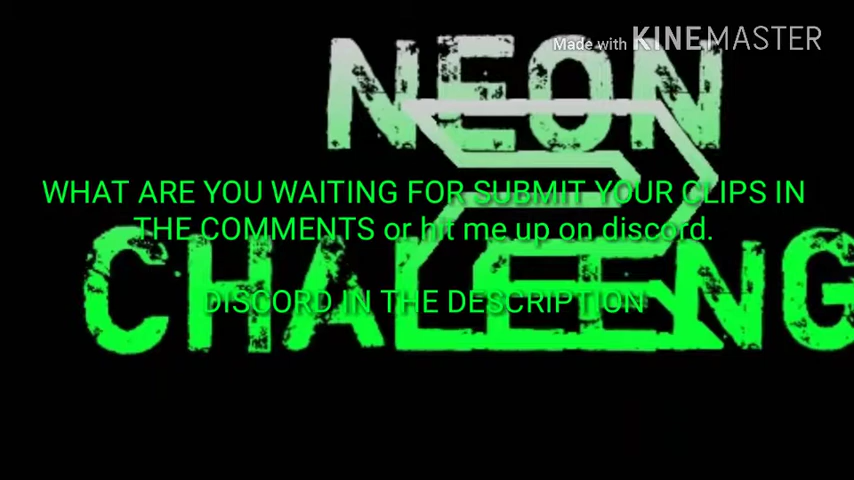 Made with KINEMASTER
NEON
WHAT ARE YOU WAITING FOR SUBMIT YOUR CLIPS IN
THE COMMENTS or hit me up on discord.
CHALEENG
DISCORD IN THE DESCRIPTION